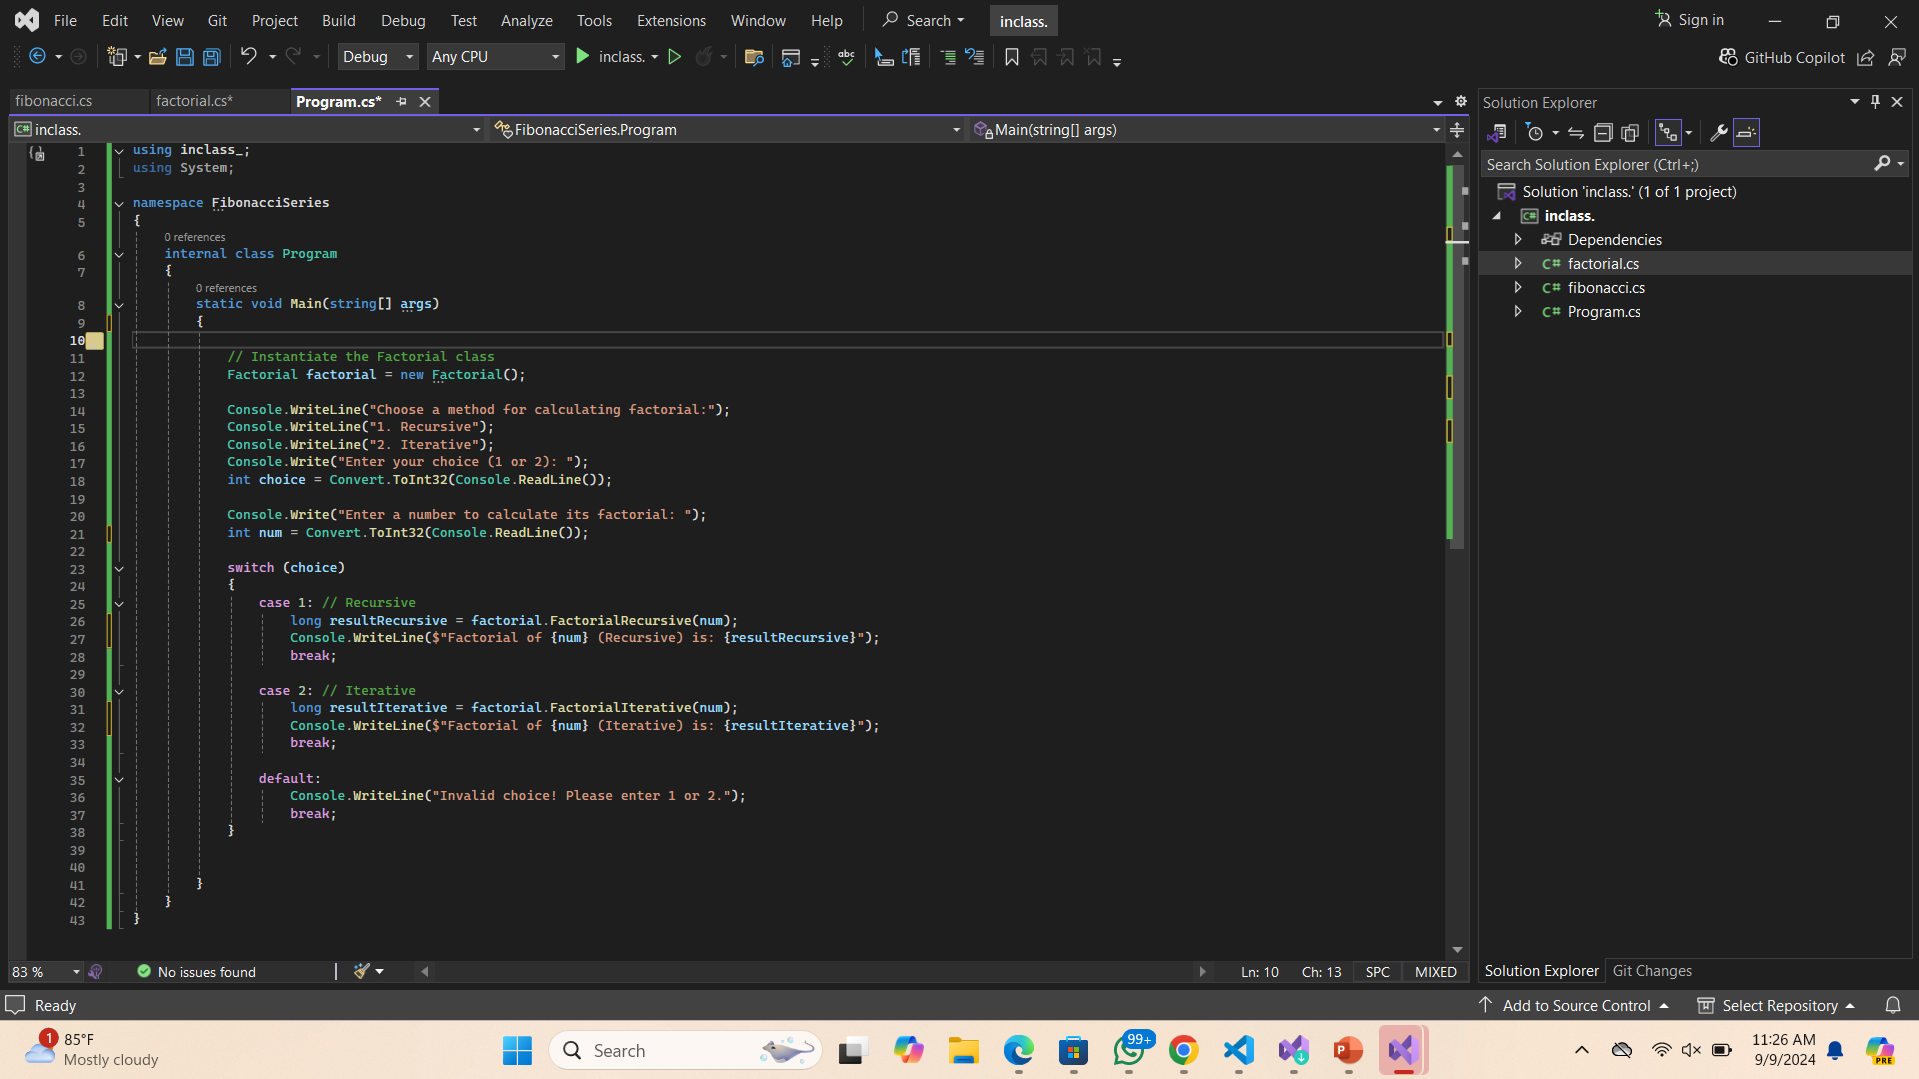 File Edit View Git Project Build Debug Test Analyze Tools Extensions Window Help Search inclass. Sign in
Debug Any CPU inclass. GitHub Copilot
fibonacci.cs factorial.cs* Program.cs*
inclass. FibonacciSeries.Program Main(string[] args)
1 using inclass_;
2 using System;
3
4 namespace FibonacciSeries
5 {
0 references
6 internal class Program
7 {
0 references
8 static void Main(string[] args)
9 {
10
11 // Instantiate the Factorial class
12 Factorial factorial = new Factorial();
13
14 Console.WriteLine("Choose a method for calculating factorial:");
15 Console.WriteLine("1. Recursive");
16 Console.WriteLine("2. Iterative");
17 Console.Write("Enter your choice (1 or 2): ");
18 int choice = Convert.ToInt32(Console.ReadLine());
19
20 Console.Write("Enter a number to calculate its factorial: ");
21 int num = Convert.ToInt32(Console.ReadLine());
22
23 switch (choice)
24 {
25 case 1: // Recursive
26 long resultRecursive = factorial.FactorialRecursive(num);
27 Console.WriteLine($"Factorial of {num} (Recursive) is: {resultRecursive}");
28 break;
29
30 case 2: // Iterative
31 long resultIterative = factorial.FactorialIterative(num);
32 Console.WriteLine($"Factorial of {num} (Iterative) is: {resultIterative}");
33 break;
34
35 default:
36 Console.WriteLine("Invalid choice! Please enter 1 or 2.");
37 break;
38 }
39
40
41 }
42 }
43 }
83 % No issues found Ln: 10 Ch: 13 SPC MIXED
Solution Explorer
Search Solution Explorer (Ctrl+;)
Solution 'inclass.' (1 of 1 project)
C# inclass.
Dependencies
C# factorial.cs
C# fibonacci.cs
C# Program.cs
Solution Explorer Git Changes
Ready Add to Source Control Select Repository
1 85°F
Mostly cloudy
Search
99+
11:26 AM
9/9/2024
PRE